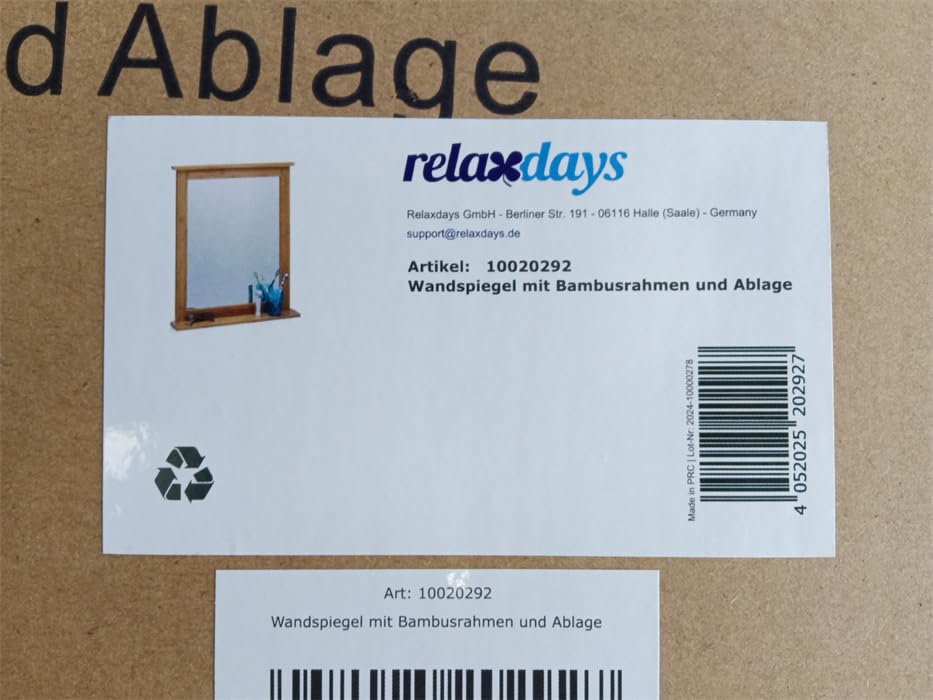 d Ablage
relaxdays
Relaxdays GmbH - Berliner Str. 191 - 06116 Halle (Saale) - Germany
support@relaxdays.de
Artikel: 10020292
Wandspiegel mit Bambusrahmen und Ablage
Made in PRC | Lot-Nr: 2024-10000278
4 052025 202927
Art: 10020292
Wandspiegel mit Bambusrahmen und Ablage